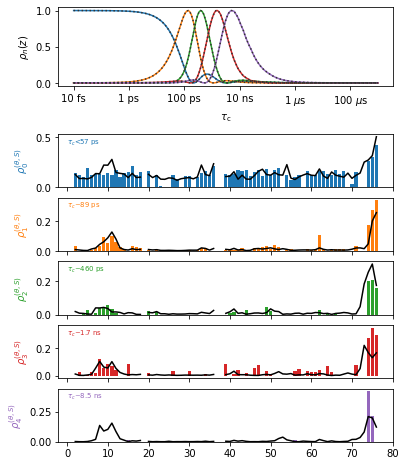 1.0
0.5
0.0
ρₙ(z)
10 fs 1 ps 100 ps 10 ns 1 μs 100 μs
τc
0.5
0.0
ρ₀^(θ,S)
τc<57 ps
0.2
0.0
ρ₁^(θ,S)
τc~89 ps
0.2
0.0
ρ₂^(θ,S)
τc~460 ps
0.2
0.0
ρ₃^(θ,S)
τc~1.7 ns
0.25
0.00
ρ₄^(θ,S)
τc~8.5 ns
0 10 20 30 40 50 60 70 80